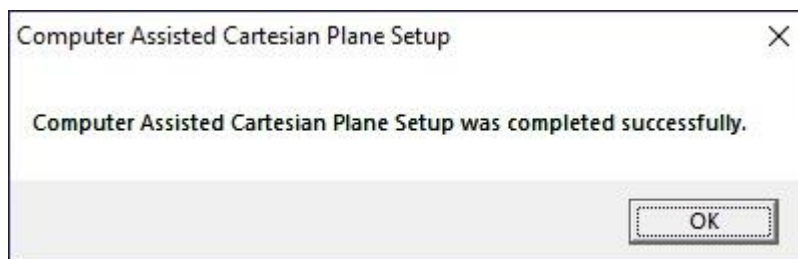 Computer Assisted Cartesian Plane Setup
Computer Assisted Cartesian Plane Setup was completed successfully.
OK